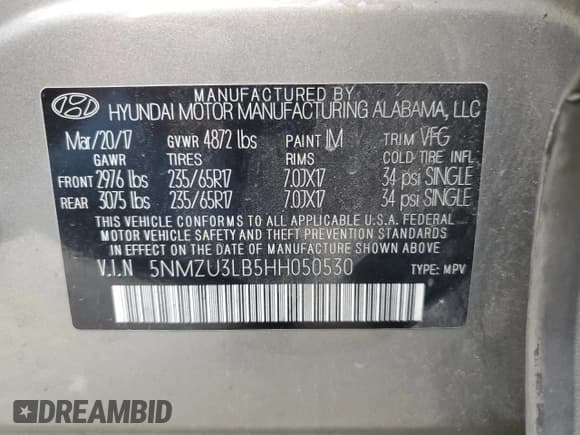 MANUFACTURED BY
HYUNDAI MOTOR MANUFACTURING ALABAMA, LLC
Mar/20/17 GVWR 4872 lbs PAINT IM TRIM VFG
GAWR TIRES RIMS COLD TIRE INFL
FRONT 2976 lbs 235/65R17 7.0JX17 34 psi SINGLE
REAR 3075 lbs 235/65R17 7.0JX17 34 psi SINGLE
THIS VEHICLE CONFORMS TO ALL APPLICABLE U.S.A. FEDERAL
MOTOR VEHICLE SAFETY AND THEFT PREVENTION STANDARDS
IN EFFECT ON THE DATE OF MANUFACTURE SHOWN ABOVE.
V.I.N 5NMZU3LB5HH050530 TYPE: MPV
DREAMBID